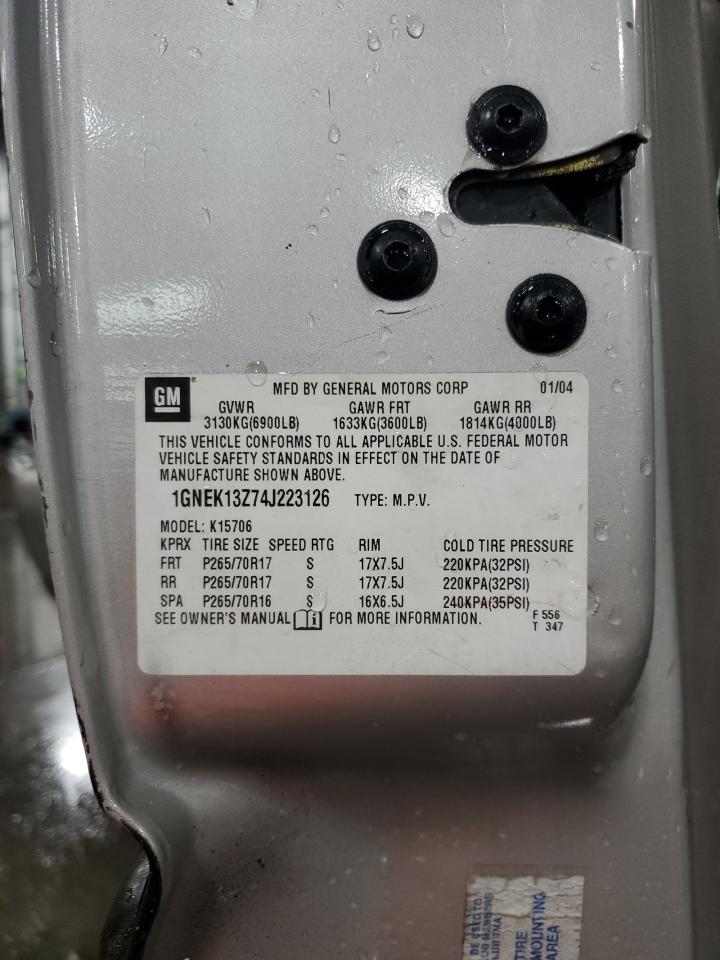 GM® MFD BY GENERAL MOTORS CORP 01/04
GVWR GAWR FRT GAWR RR
3130KG(6900LB) 1633KG(3600LB) 1814KG(4000LB)
THIS VEHICLE CONFORMS TO ALL APPLICABLE U.S. FEDERAL MOTOR
VEHICLE SAFETY STANDARDS IN EFFECT ON THE DATE OF
MANUFACTURE SHOWN ABOVE.
1GNEK13Z74J223126 TYPE: M.P.V.
MODEL: K15706
KPRX TIRE SIZE SPEED RTG RIM COLD TIRE PRESSURE
FRT P265/70R17 S 17X7.5J 220KPA(32PSI)
RR P265/70R17 S 17X7.5J 220KPA(32PSI)
SPA P265/70R16 S 16X6.5J 240KPA(35PSI)
SEE OWNER'S MANUAL i FOR MORE INFORMATION.
F 556
T 347
BE USED TO
TIRE
MOUNTING
AREA